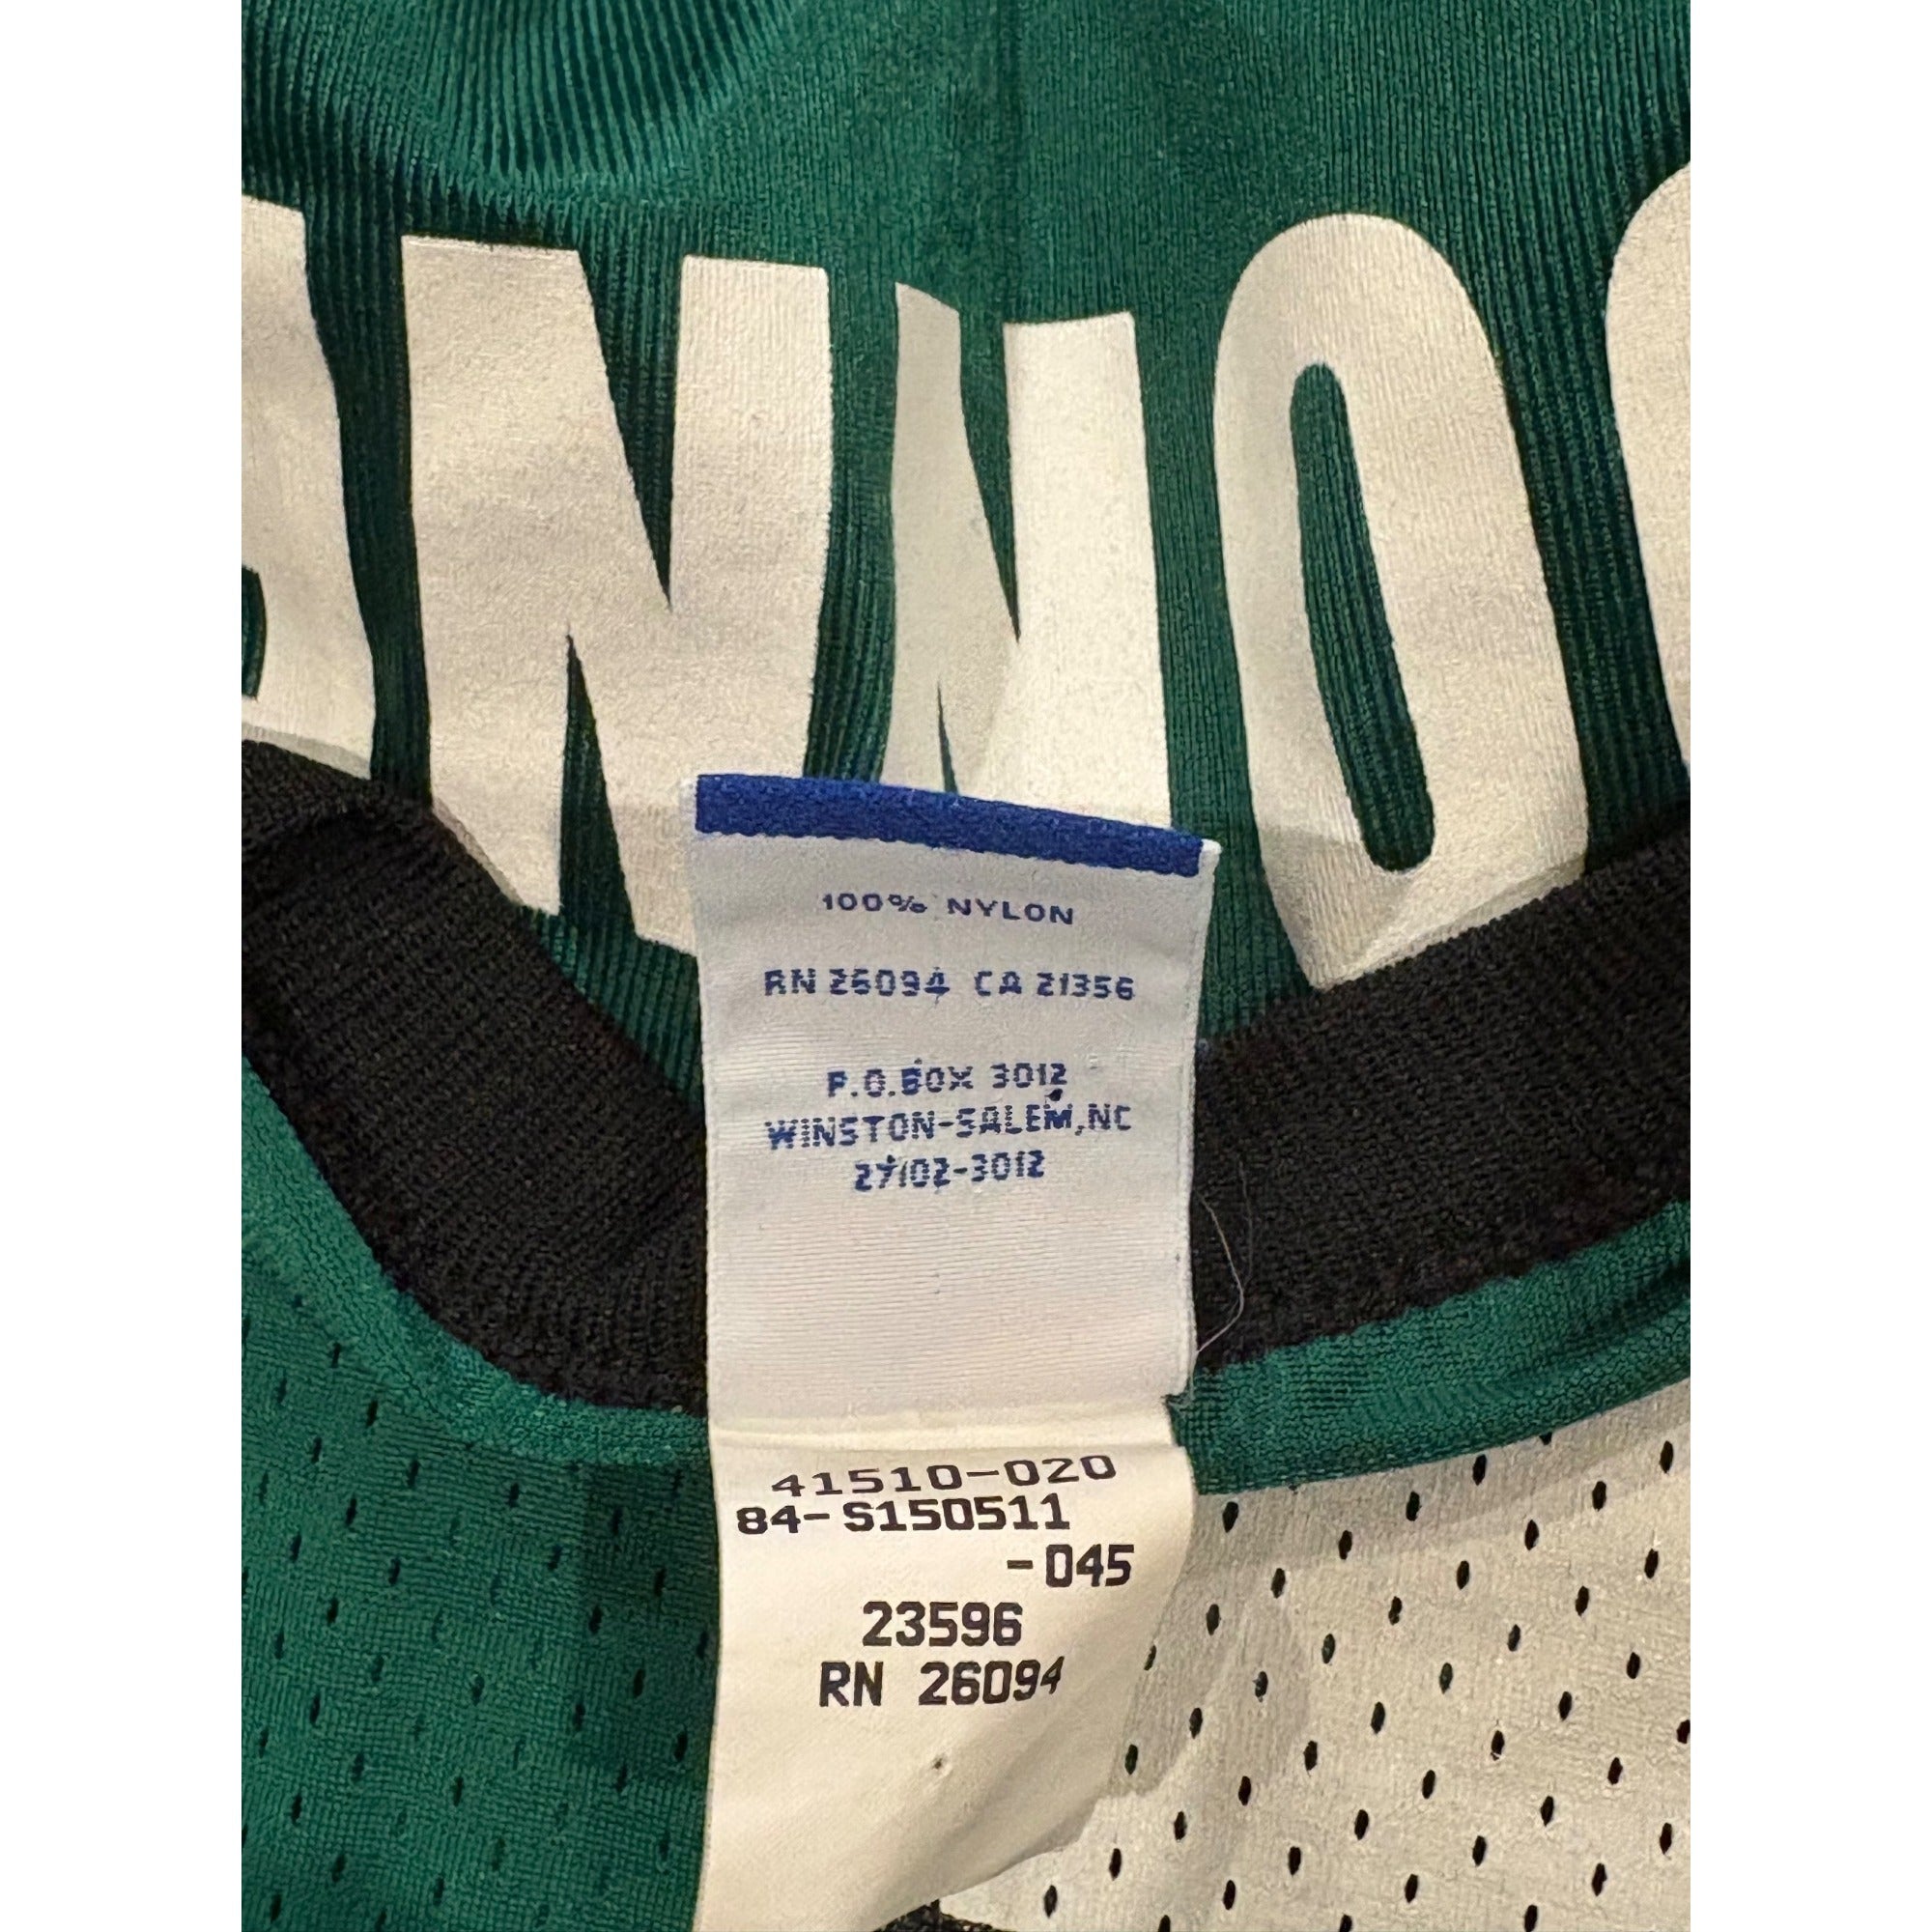 NNO
100% NYLON
RN 26094 CA 21356
P.O.BOX 3012
WINSTON-SALEM,NC
27102-3012
41510-020
84-S150511
-045
23596
RN 26094